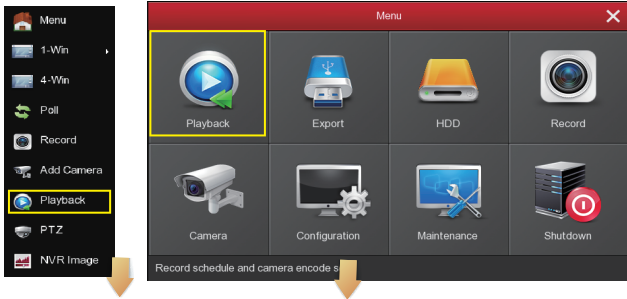 Menu
1-Win
4-Win
Poll
Record
Add Camera
Playback
PTZ
NVR Image
Menu
Playback
Export
HDD
Record
Camera
Configuration
Maintenance
Shutdown
Record schedule and camera encode